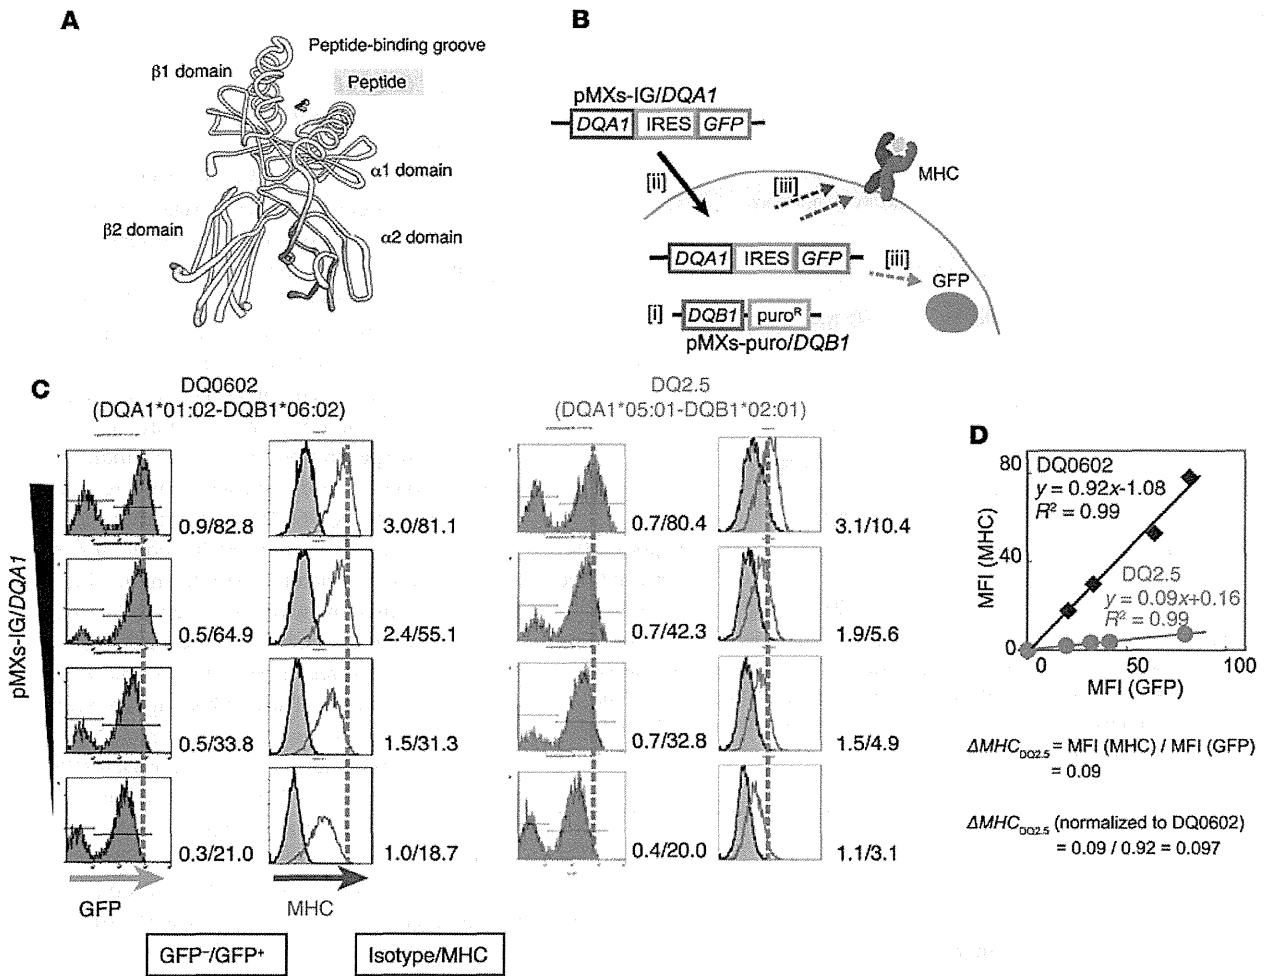 A
Peptide-binding groove
β1 domain
Peptide
α1 domain
β2 domain
α2 domain
B
pMXs-IG/DQA1
DQA1 IRES GFP
[ii]
[iii]
MHC
DQA1 IRES GFP
[iii]
GFP
[i]
DQB1 puroᴿ
pMXs-puro/DQB1
C
DQ0602
(DQA1*01:02-DQB1*06:02)
DQ2.5
(DQA1*05:01-DQB1*02:01)
pMXs-IG/DQA1
0.9/82.8
3.0/81.1
0.7/80.4
3.1/10.4
0.5/64.9
2.4/55.1
0.7/42.3
1.9/5.6
0.5/33.8
1.5/31.3
0.7/32.8
1.5/4.9
0.3/21.0
1.0/18.7
0.4/20.0
1.1/3.1
GFP
MHC
GFP⁻/GFP⁺
Isotype/MHC
D
MFI (MHC)
80
40
0
DQ0602
y = 0.92x-1.08
R² = 0.99
DQ2.5
y = 0.09x+0.16
R² = 0.99
0 50 100
MFI (GFP)
ΔMHC_DQ2.5 = MFI (MHC) / MFI (GFP)
= 0.09
ΔMHC_DQ2.5 (normalized to DQ0602)
= 0.09 / 0.92 = 0.097